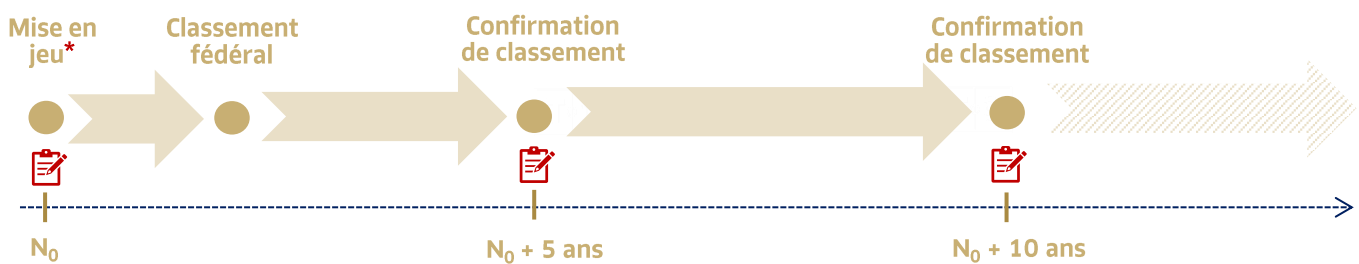 Mise en
jeu*
Classement
fédéral
Confirmation
de classement
Confirmation
de classement
N₀
N₀ + 5 ans
N₀ + 10 ans